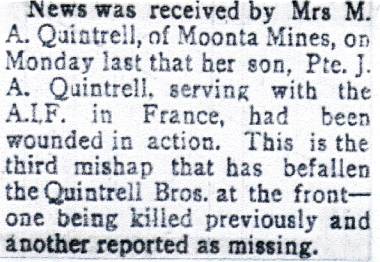 News was received by Mrs M.
A. Quintrell, of Moonta Mines, on
Monday last that her son, Pte. J.
A. Quintrell, serving with the
A.I.F. in France, had been
wounded in action. This is the
third mishap that has befallen
the Quintrell Bros. at the front—
one being killed previously and
another reported as missing.